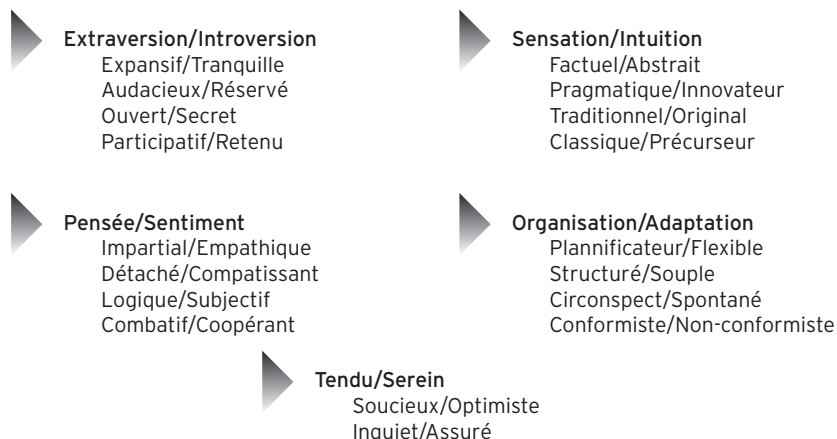 Extraversion/Introversion
Expansif/Tranquille
Audacieux/Réservé
Ouvert/Secret
Participatif/Retenu
Sensation/Intuition
Factuel/Abstrait
Pragmatique/Innovateur
Traditionnel/Original
Classique/Précurseur
Pensée/Sentiment
Impartial/Empathique
Détaché/Compatissant
Logique/Subjectif
Combatif/Coopérant
Organisation/Adaptation
Plannificateur/Flexible
Structuré/Souple
Circonspect/Spontané
Conformiste/Non-conformiste
Tendu/Serein
Soucieux/Optimiste
Inquiet/Assuré